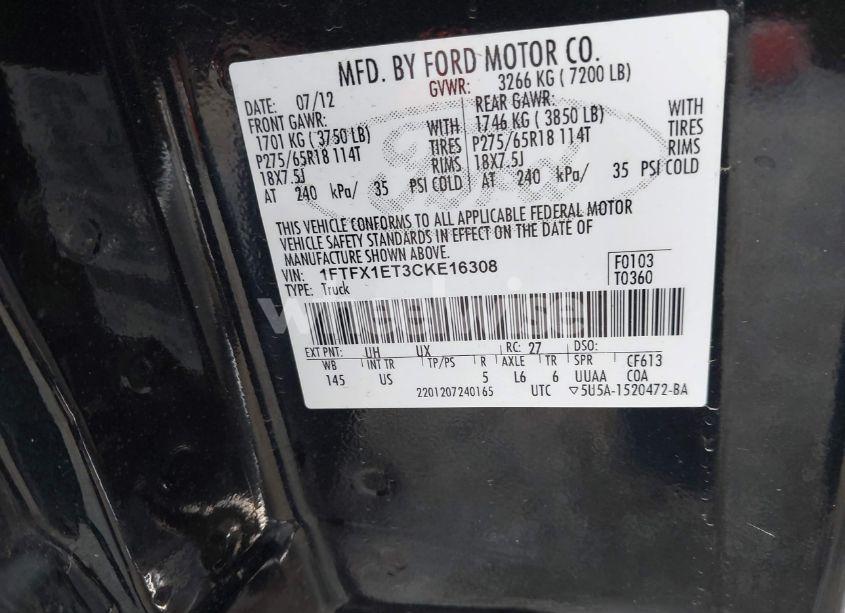 MFD. BY FORD MOTOR CO.
DATE: 07/12 GVWR: 3266 KG ( 7200 LB)
FRONT GAWR: REAR GAWR:
1701 KG ( 3750 LB) WITH 1746 KG ( 3850 LB) WITH
P275/65R18 114T TIRES P275/65R18 114T TIRES
18X7.5J RIMS 18X7.5J RIMS
AT 240 kPa/ 35 PSI COLD AT 240 kPa/ 35 PSI COLD
THIS VEHICLE CONFORMS TO ALL APPLICABLE FEDERAL MOTOR
VEHICLE SAFETY STANDARDS IN EFFECT ON THE DATE OF
MANUFACTURE SHOWN ABOVE.
VIN: 1FTFX1ET3CKE16308 F0103
TYPE: Truck T0360
EXT PNT: UH UX RC: 27 DSO:
WB INT TR TP/PS R AXLE TR SPR CF613
145 US 5 L6 6 UUAA COA
2201207240165 UTC ▽5U5A-1520472-BA